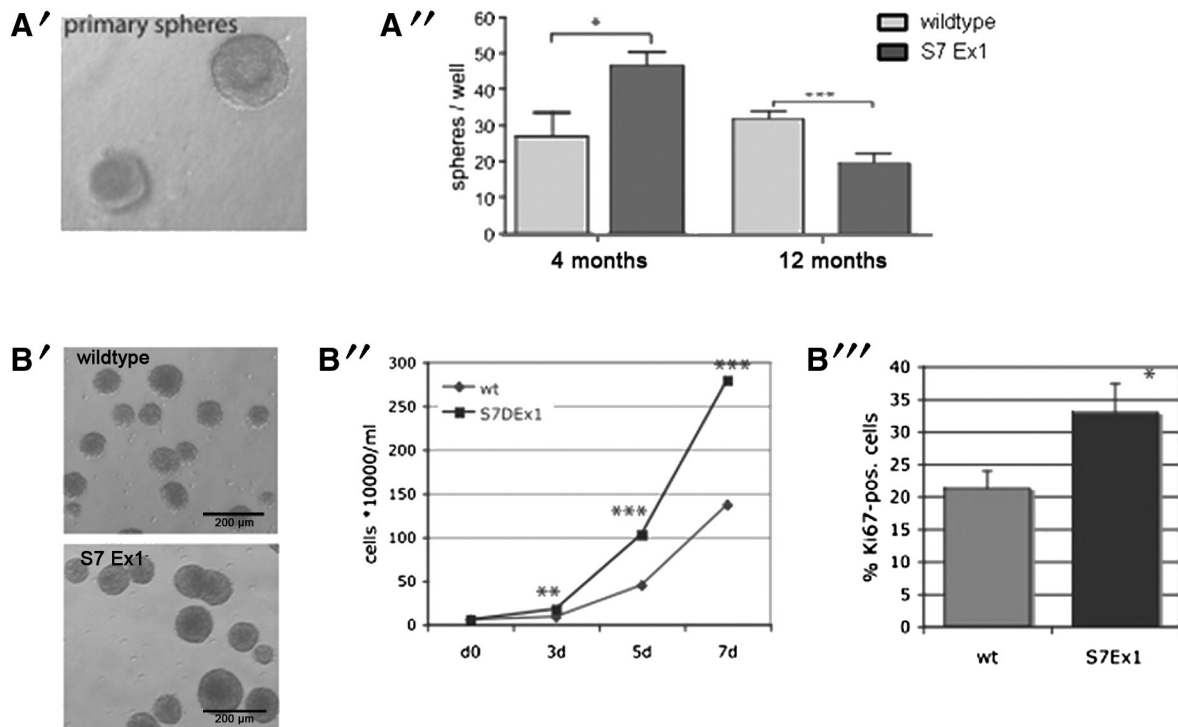 A′
primary spheres
A″
60
50
40
30
20
10
0
spheres / well
*
***
wildtype
S7 Ex1
4 months
12 months
B′
wildtype
200 µm
S7 Ex1
200 µm
B″
300
250
200
150
100
50
0
cells *10000/ml
wt
S7DEx1
**
***
***
d0
3d
5d
7d
B‴
40
35
30
25
20
15
10
5
0
% Ki67-pos. cells
*
wt
S7Ex1